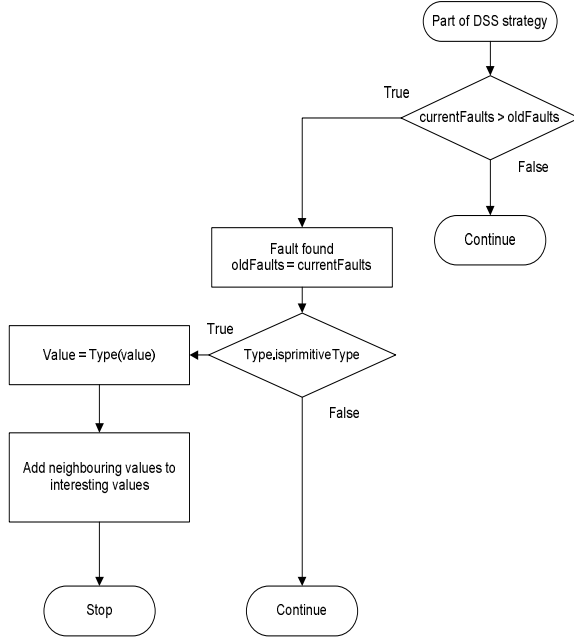 Part of DSS strategy
True
currentFaults > oldFaults
False
Continue
Fault found
oldFaults = currentFaults
True
Value = Type(value)
Type.isprimitiveType
False
Add neighbouring values to
interesting values
Stop
Continue